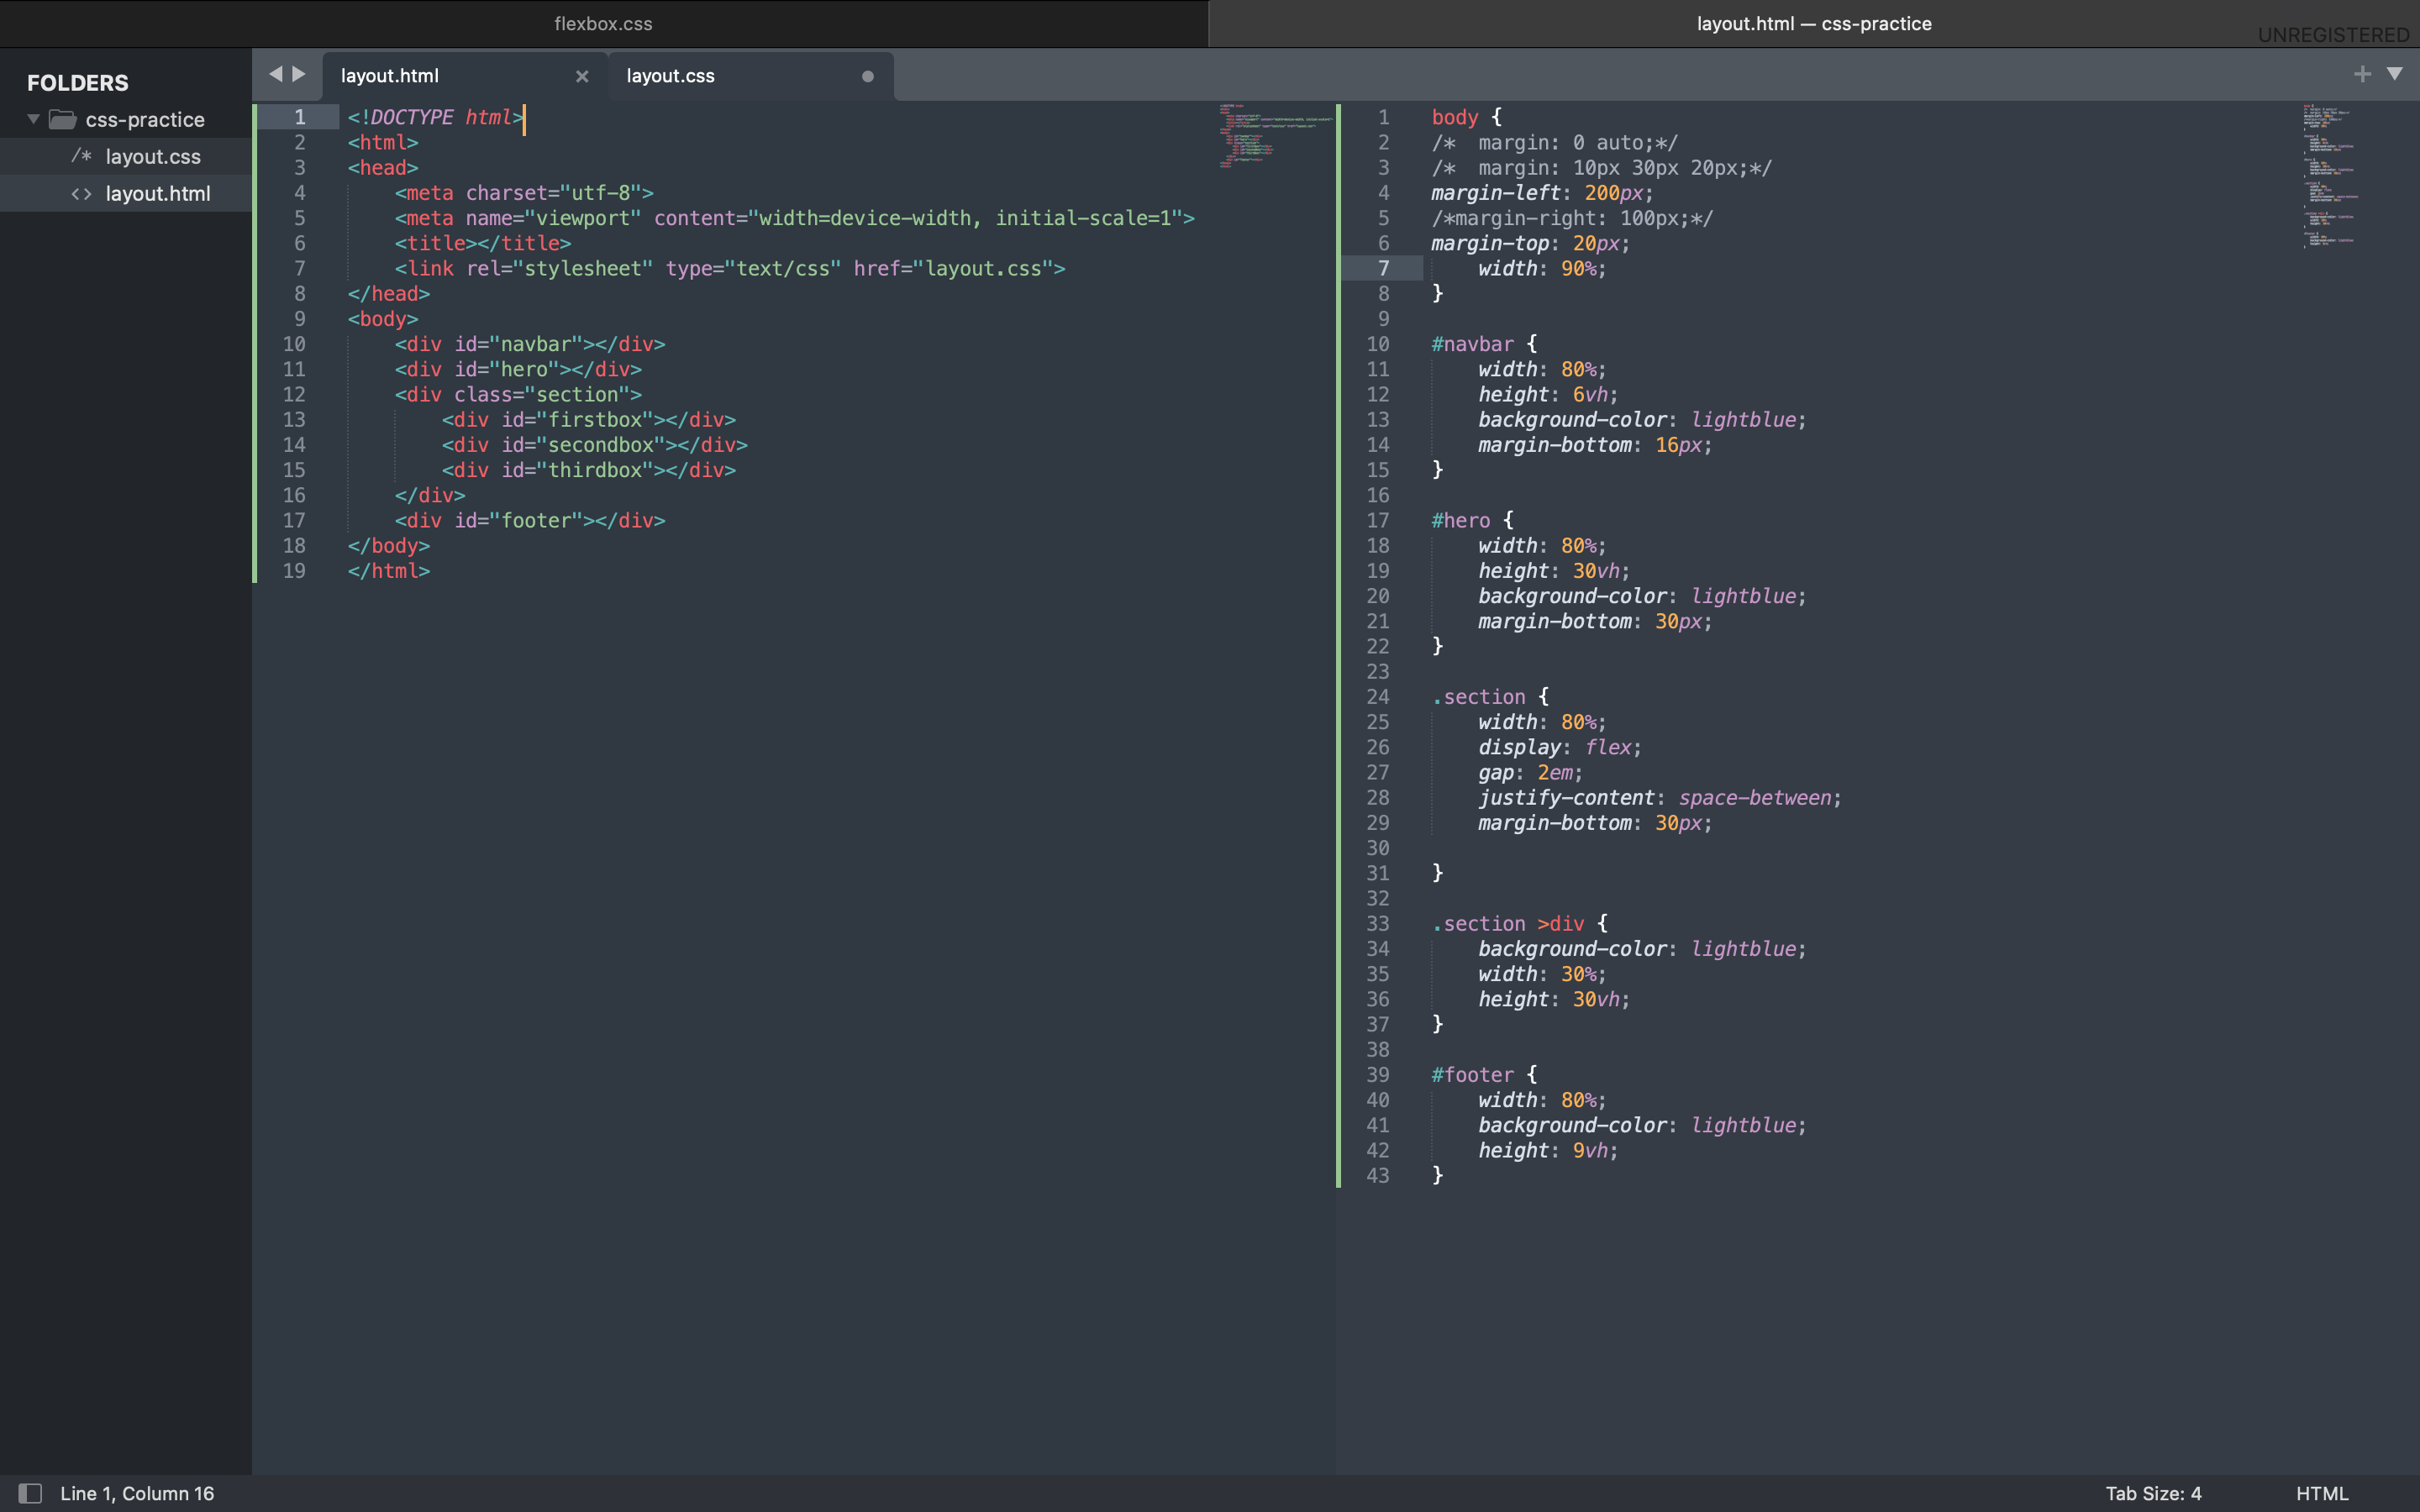 flexbox.css
layout.html — css-practice
UNREGISTERED
FOLDERS
css-practice
/* layout.css
<> layout.html
layout.html
layout.css
1 <!DOCTYPE html>
2 <html>
3 <head>
4     <meta charset="utf-8">
5     <meta name="viewport" content="width=device-width, initial-scale=1">
6     <title></title>
7     <link rel="stylesheet" type="text/css" href="layout.css">
8 </head>
9 <body>
10     <div id="navbar"></div>
11     <div id="hero"></div>
12     <div class="section">
13         <div id="firstbox"></div>
14         <div id="secondbox"></div>
15         <div id="thirdbox"></div>
16     </div>
17     <div id="footer"></div>
18 </body>
19 </html>
1 body {
2 /*  margin: 0 auto;*/
3 /*  margin: 10px 30px 20px;*/
4 margin-left: 200px;
5 /*margin-right: 100px;*/
6 margin-top: 20px;
7     width: 90%;
8 }
9
10 #navbar {
11     width: 80%;
12     height: 6vh;
13     background-color: lightblue;
14     margin-bottom: 16px;
15 }
16
17 #hero {
18     width: 80%;
19     height: 30vh;
20     background-color: lightblue;
21     margin-bottom: 30px;
22 }
23
24 .section {
25     width: 80%;
26     display: flex;
27     gap: 2em;
28     justify-content: space-between;
29     margin-bottom: 30px;
30
31 }
32
33 .section >div {
34     background-color: lightblue;
35     width: 30%;
36     height: 30vh;
37 }
38
39 #footer {
40     width: 80%;
41     background-color: lightblue;
42     height: 9vh;
43 }
Line 1, Column 16
Tab Size: 4
HTML